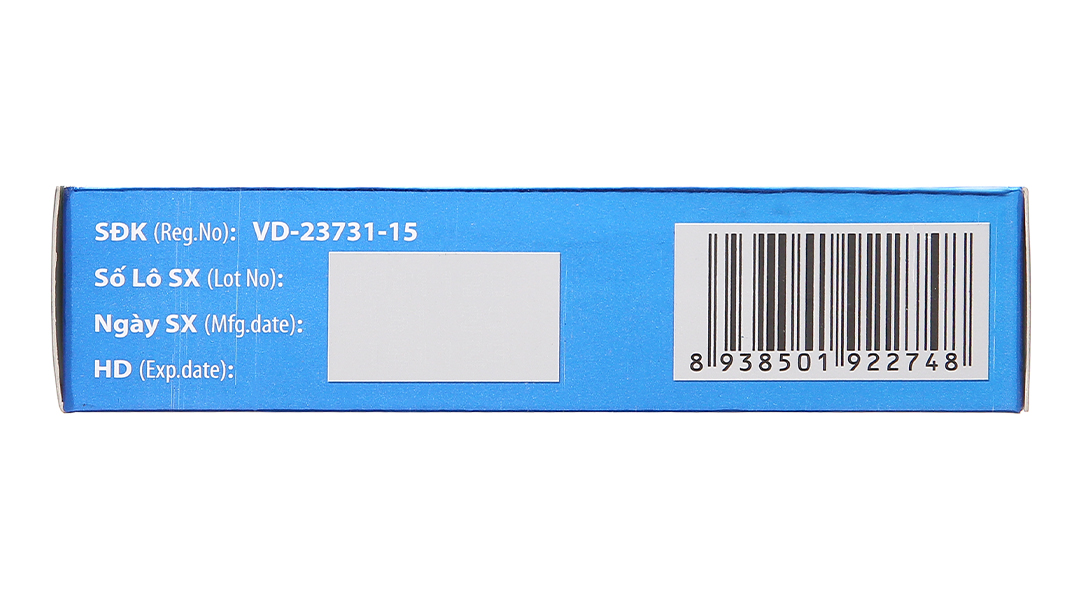 SĐK (Reg.No): VD-23731-15
Số Lô SX (Lot No):
Ngày SX (Mfg.date):
HD (Exp.date):
8 938501 922748